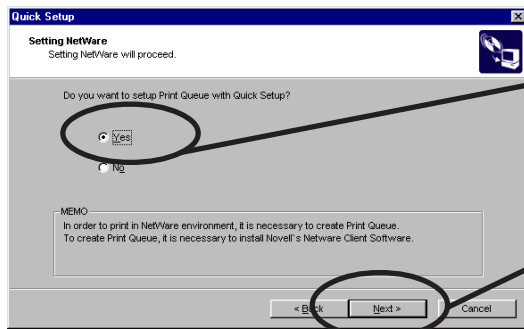 Quick Setup
Setting NetWare
Setting NetWare will proceed.
Do you want to setup Print Queue with Quick Setup?
Yes
No
MEMO
In order to print in NetWare environment, it is necessary to create Print Queue.
To create Print Queue, it is necessary to install Novell`s Netware Client Software.
« Back Next » Cancel